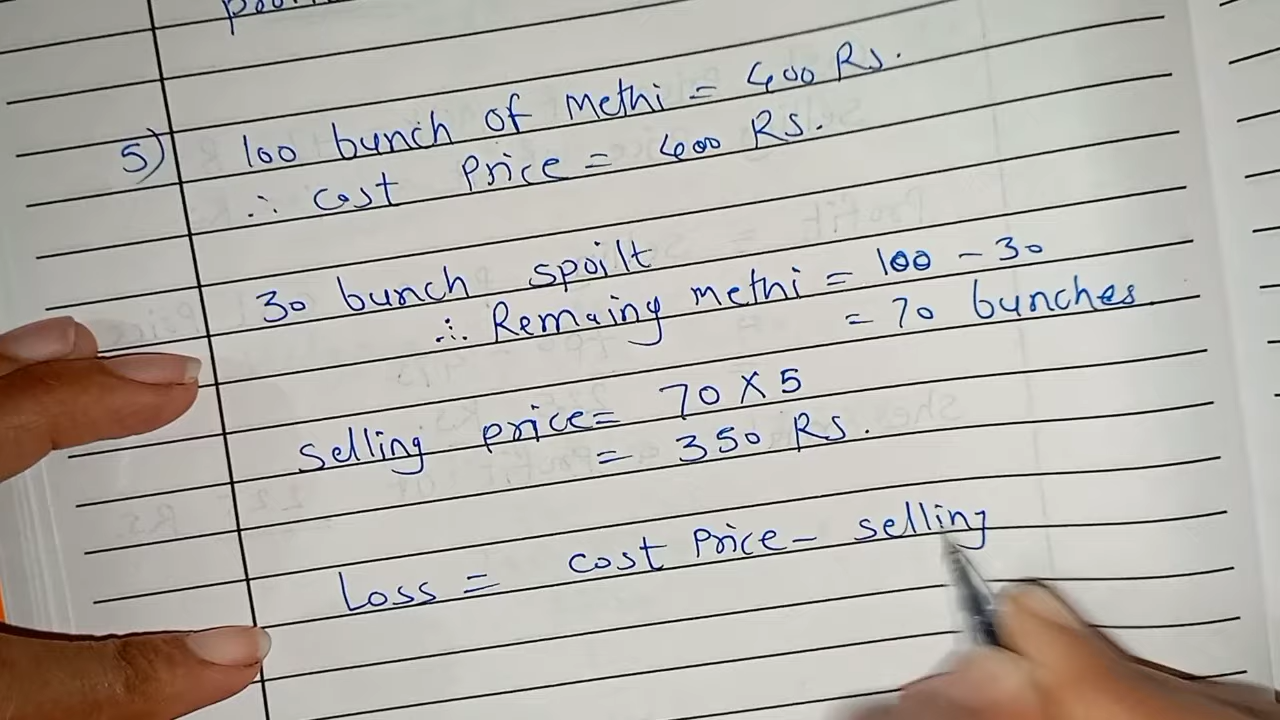 5) 100 bunch of Methi = 400 Rs.
∴ cost Price = 400 Rs.
30 bunch spoilt
∴ Remaing methi = 100 - 30
= 70 bunches
selling price = 70 X 5
= 350 Rs.
Loss = cost Price - selling